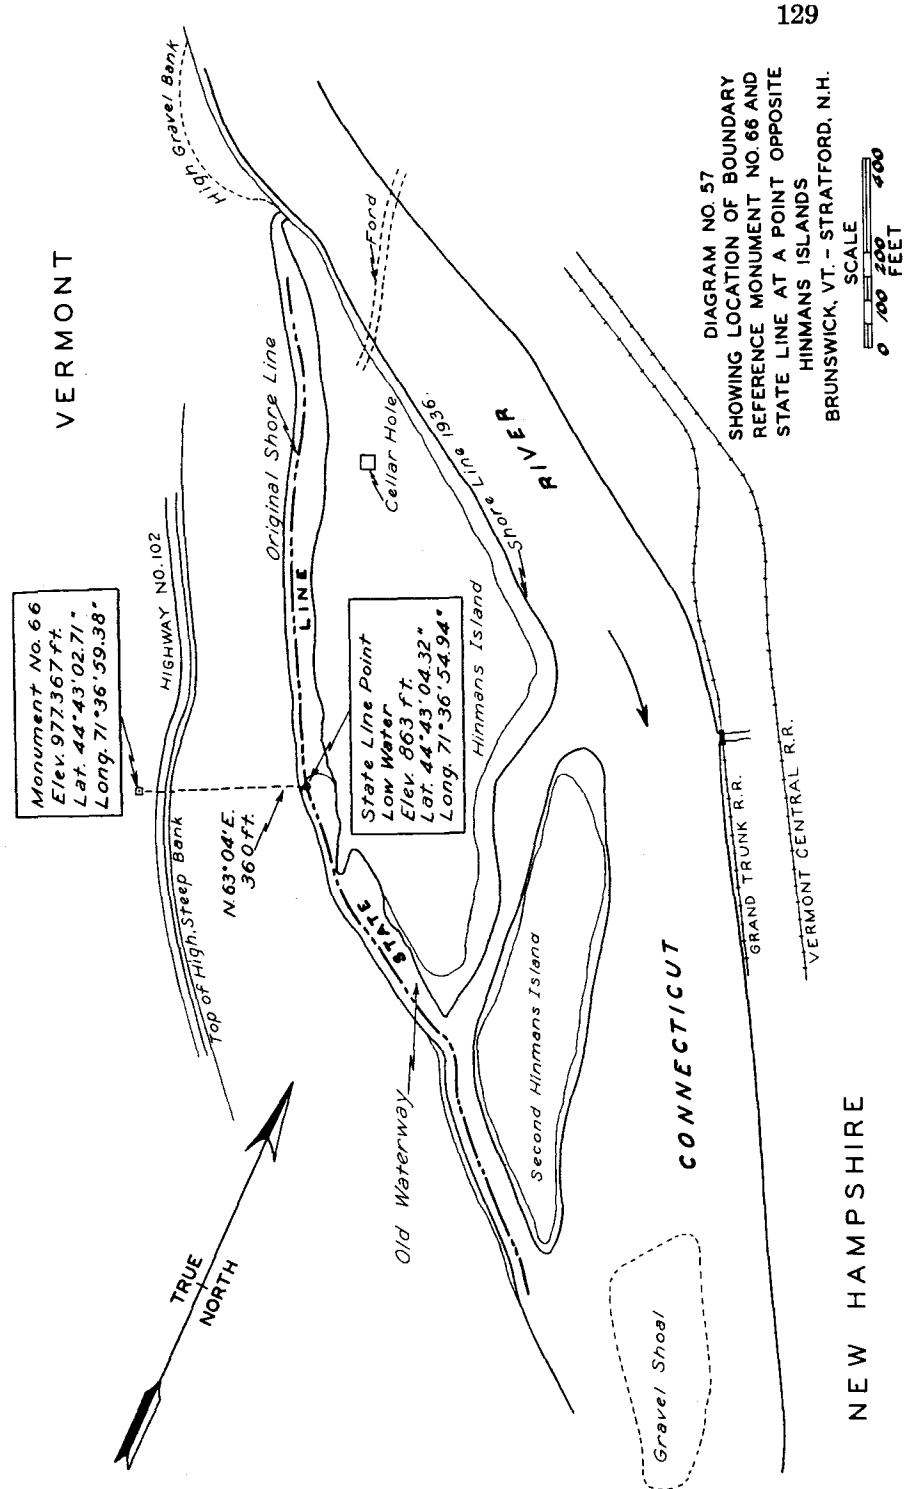 129
VERMONT
High Gravel Bank
Ford
Original Shore Line
Cellar Hole
Shore Line 1936.
RIVER
HIGHWAY NO. 102
Monument No. 66
Elev. 977.367 ft.
Lat. 44°43'02.71"
Long. 71°36'59.38"
LINE
State Line Point
Low Water
Elev. 863 ft.
Lat. 44°43'04.32"
Long. 71°36'54.94"
Hinmans Island
N.63°04'E.
360 ft.
Top of High, Steep Bank
STATE
Old Waterway
Second Hinmans Island
CONNECTICUT
GRAND TRUNK R.R.
VERMONT CENTRAL R.R.
TRUE
NORTH
Gravel Shoal
NEW HAMPSHIRE
DIAGRAM NO. 57
SHOWING LOCATION OF BOUNDARY
REFERENCE MONUMENT NO. 66 AND
STATE LINE AT A POINT OPPOSITE
HINMANS ISLANDS
BRUNSWICK, VT. - STRATFORD, N.H.
SCALE
0 100 200 400
FEET